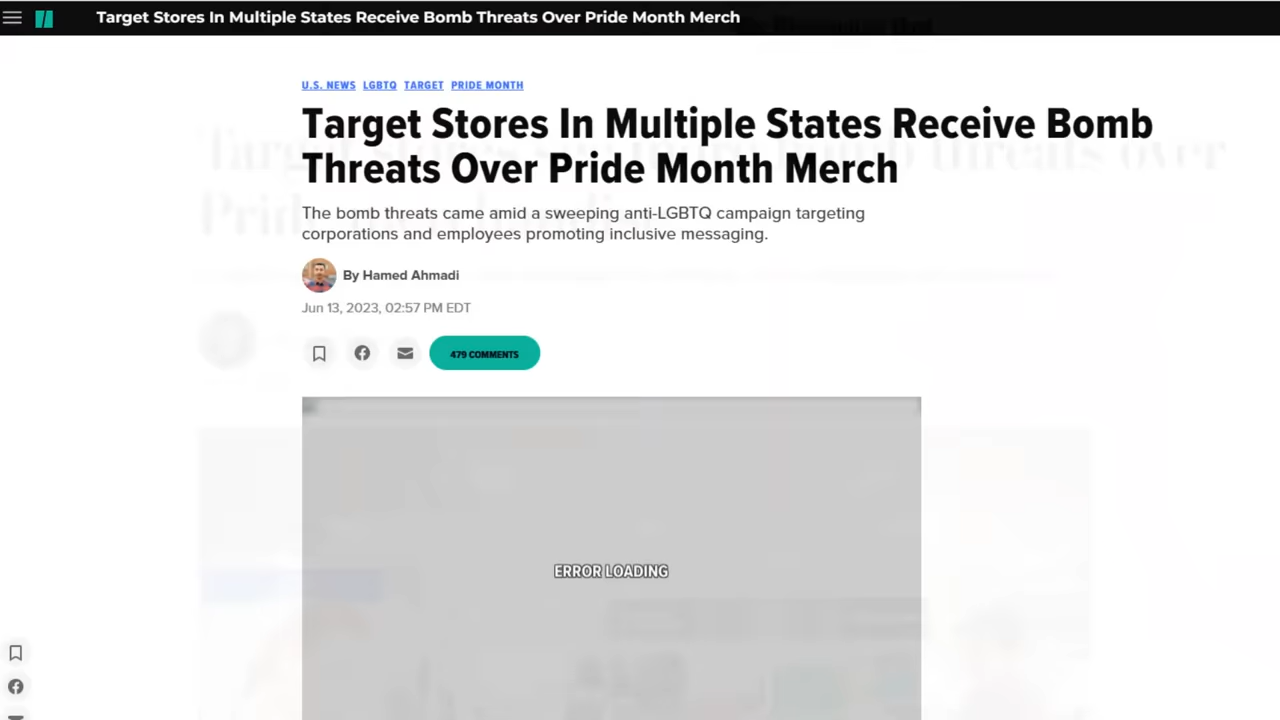 Target Stores In Multiple States Receive Bomb Threats Over Pride Month Merch
U.S. NEWS LGBTQ TARGET PRIDE MONTH
Target Stores In Multiple States Receive Bomb
Threats Over Pride Month Merch
The bomb threats came amid a sweeping anti-LGBTQ campaign targeting
corporations and employees promoting inclusive messaging.
By Hamed Ahmadi
Jun 13, 2023, 02:57 PM EDT
479 COMMENTS
ERROR LOADING